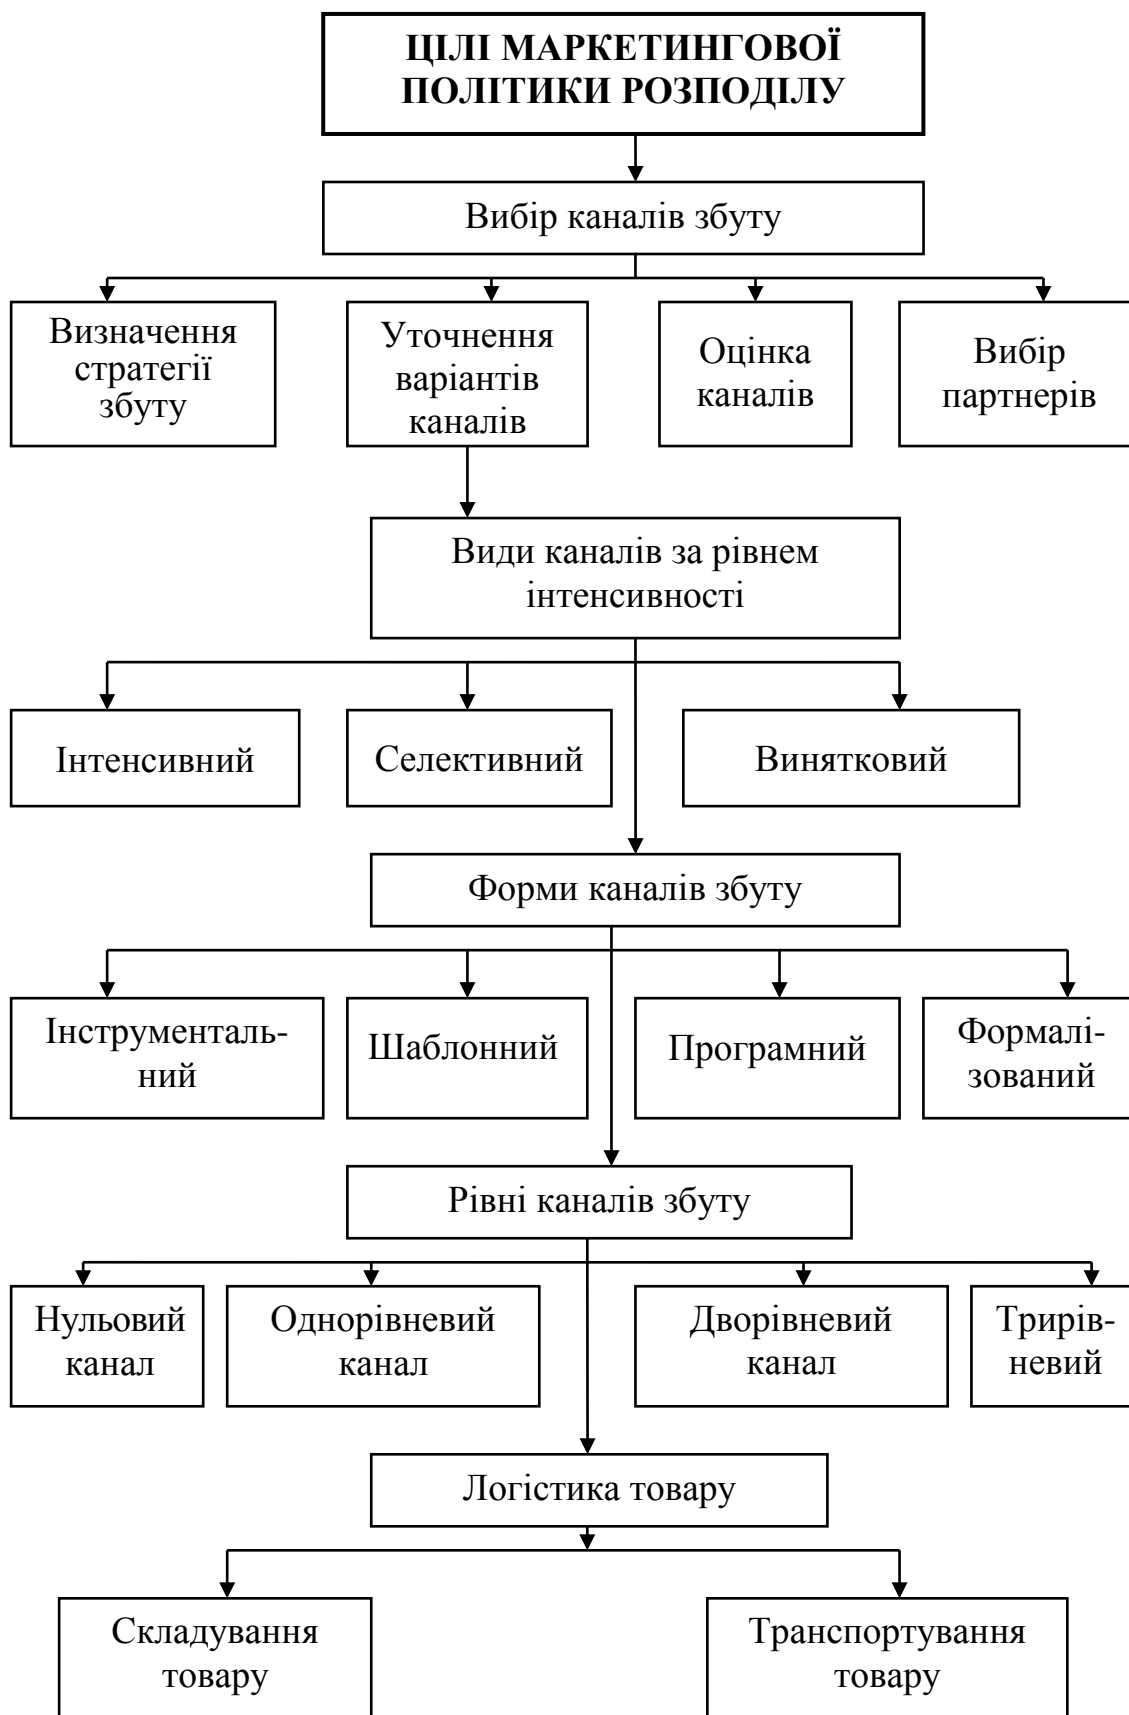 ЦІЛІ МАРКЕТИНГОВОЇ
ПОЛІТИКИ РОЗПОДІЛУ
Вибір каналів збуту
Визначення
стратегії
збуту
Уточнення
варіантів
каналів
Оцінка
каналів
Вибір
партнерів
Види каналів за рівнем
інтенсивності
Інтенсивний
Селективний
Винятковий
Форми каналів збуту
Інструменталь-
ний
Шаблонний
Програмний
Формалі-
зований
Рівні каналів збуту
Нульовий
канал
Однорівневий
канал
Дворівневий
канал
Трирів-
невий
Логістика товару
Складування
товару
Транспортування
товару